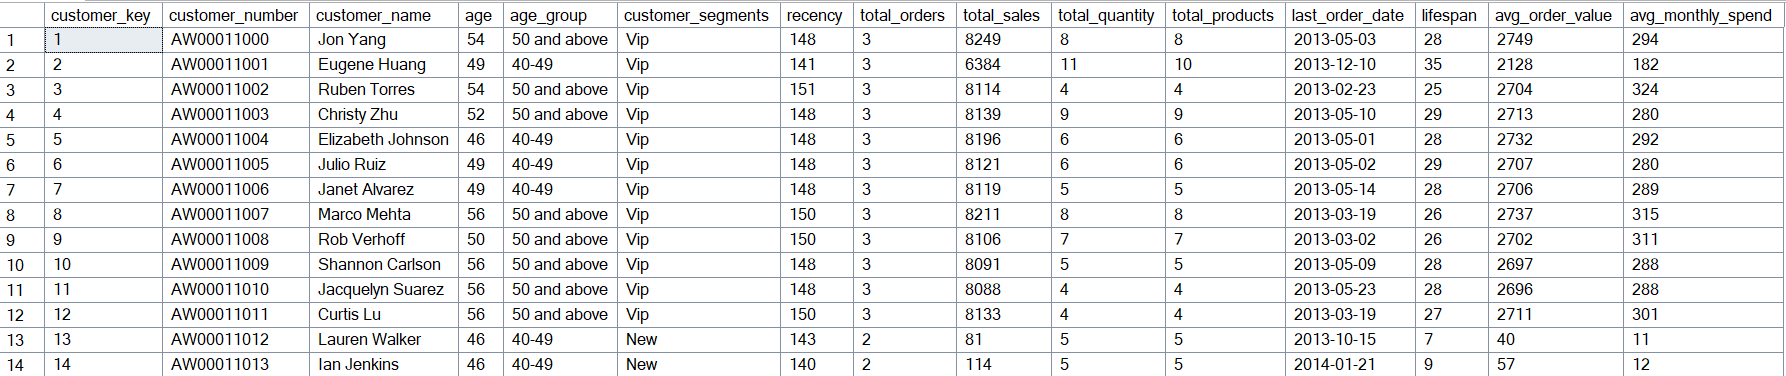 customer_key customer_number customer_name age age_group customer_segments recency total_orders total_sales total_quantity total_products last_order_date lifespan avg_order_value avg_monthly_spend
1 1 AW00011000 Jon Yang 54 50 and above Vip 148 3 8249 8 8 2013-05-03 28 2749 294
2 2 AW00011001 Eugene Huang 49 40-49 Vip 141 3 6384 11 10 2013-12-10 35 2128 182
3 3 AW00011002 Ruben Torres 54 50 and above Vip 151 3 8114 4 4 2013-02-23 25 2704 324
4 4 AW00011003 Christy Zhu 52 50 and above Vip 148 3 8139 9 9 2013-05-10 29 2713 280
5 5 AW00011004 Elizabeth Johnson 46 40-49 Vip 148 3 8196 6 6 2013-05-01 28 2732 292
6 6 AW00011005 Julio Ruiz 49 40-49 Vip 148 3 8121 6 6 2013-05-02 29 2707 280
7 7 AW00011006 Janet Alvarez 49 40-49 Vip 148 3 8119 5 5 2013-05-14 28 2706 289
8 8 AW00011007 Marco Mehta 56 50 and above Vip 150 3 8211 8 8 2013-03-19 26 2737 315
9 9 AW00011008 Rob Verhoff 50 50 and above Vip 150 3 8106 7 7 2013-03-02 26 2702 311
10 10 AW00011009 Shannon Carlson 56 50 and above Vip 148 3 8091 5 5 2013-05-09 28 2697 288
11 11 AW00011010 Jacquelyn Suarez 56 50 and above Vip 148 3 8088 4 4 2013-05-23 28 2696 288
12 12 AW00011011 Curtis Lu 56 50 and above Vip 150 3 8133 4 4 2013-03-19 27 2711 301
13 13 AW00011012 Lauren Walker 46 40-49 New 143 2 81 5 5 2013-10-15 7 40 11
14 14 AW00011013 Ian Jenkins 46 40-49 New 140 2 114 5 5 2014-01-21 9 57 12